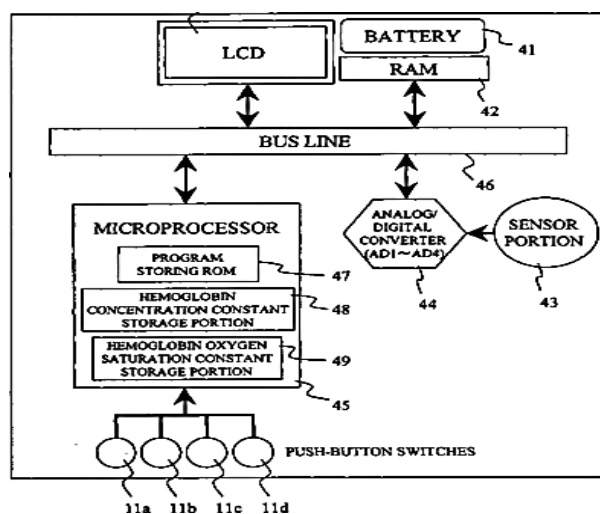 LCD
BATTERY
41
RAM
42
BUS LINE
46
MICROPROCESSOR
PROGRAM
STORING ROM
47
HEMOGLOBIN
CONCENTRATION CONSTANT
STORAGE PORTION
48
HEMOGLOBIN OXYGEN
SATURATION CONSTANT
STORAGE PORTION
49
45
ANALOG/
DIGITAL
CONVERTER
(AD1~AD4)
44
SENSOR
PORTION
43
PUSH-BUTTON SWITCHES
11a 11b 11c 11d